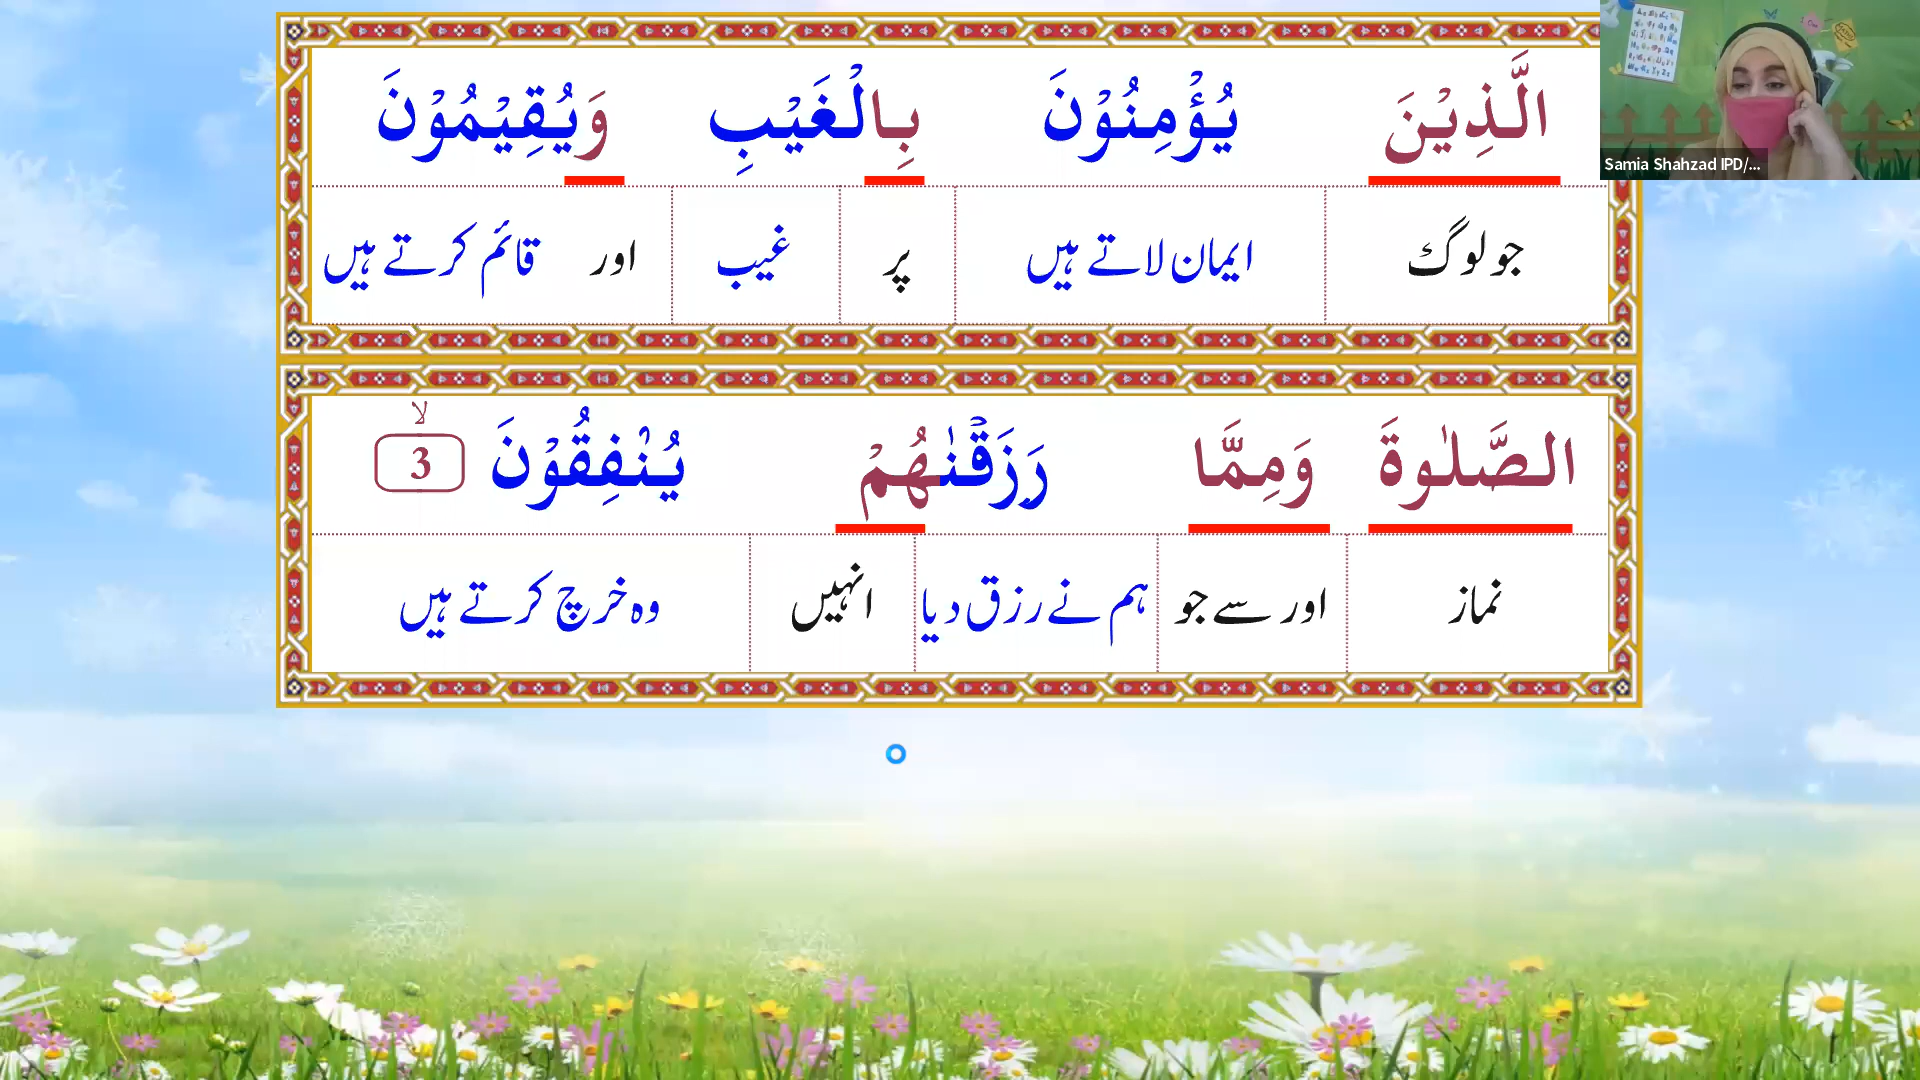 الَّذِيْنَ يُؤْمِنُوْنَ بِالْغَيْبِ وَيُقِيْمُوْنَ
جو لوگ ایمان لاتے ہیں پر غیب اور قائم کرتے ہیں
الصَّلٰوةَ وَمِمَّا رَزَقْنٰهُمْ يُنْفِقُوْنَ ۙ 3
نماز اور سے جو ہم نے رزق دیا انہیں وہ خرچ کرتے ہیں
Samia Shahzad IPD/...